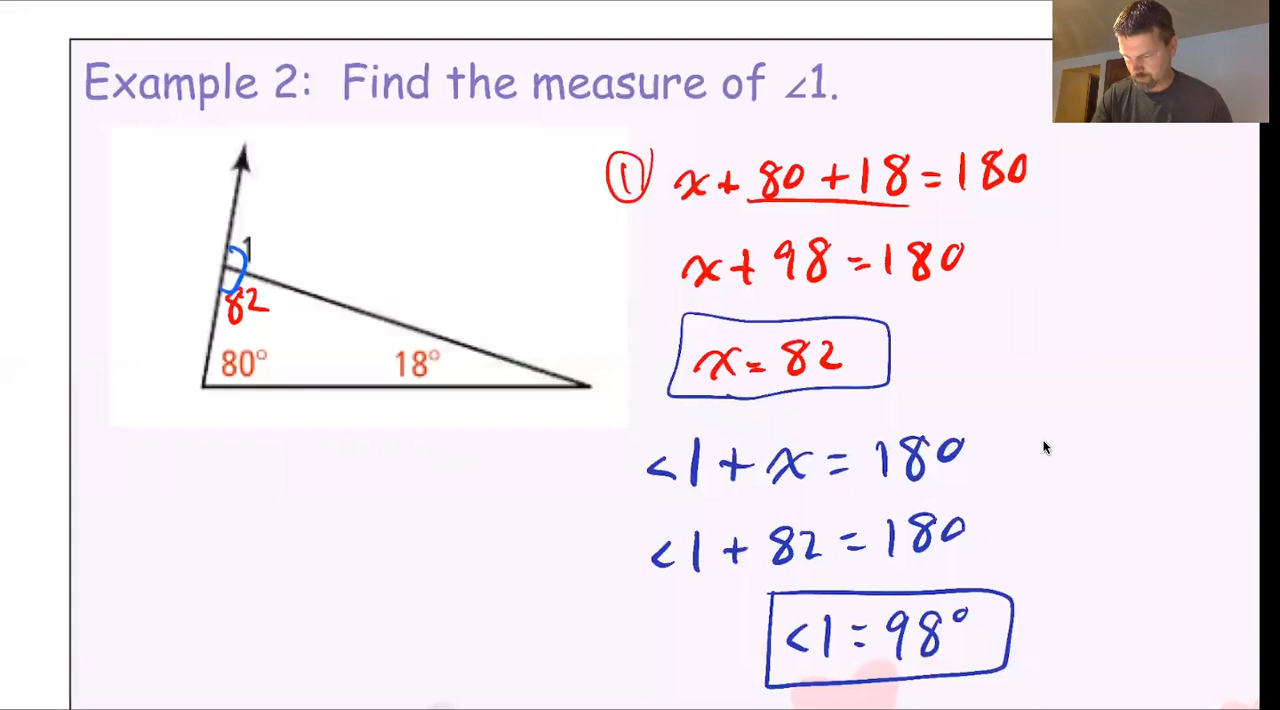 Example 2: Find the measure of ∠1.
1
82
80°
18°
① x + 80 + 18 = 180
x + 98 = 180
x = 82
<1 + x = 180
<1 + 82 = 180
<1 = 98°